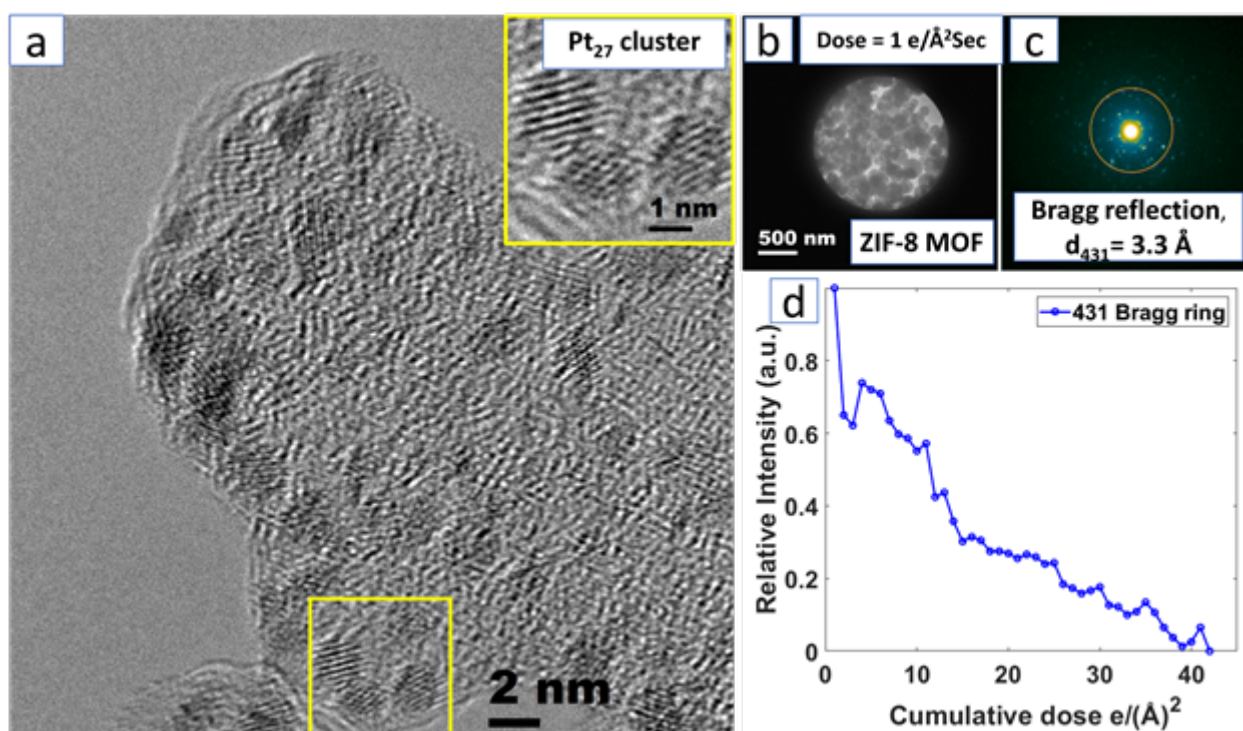 a
Pt27 cluster
1 nm
2 nm
b
Dose = 1 e/Å²Sec
500 nm
ZIF-8 MOF
c
Bragg reflection,
d431= 3.3 Å
d
431 Bragg ring
Relative Intensity (a.u.)
0.8
0.6
0.4
0.2
0
0
10
20
30
40
Cumulative dose e/(Å)²